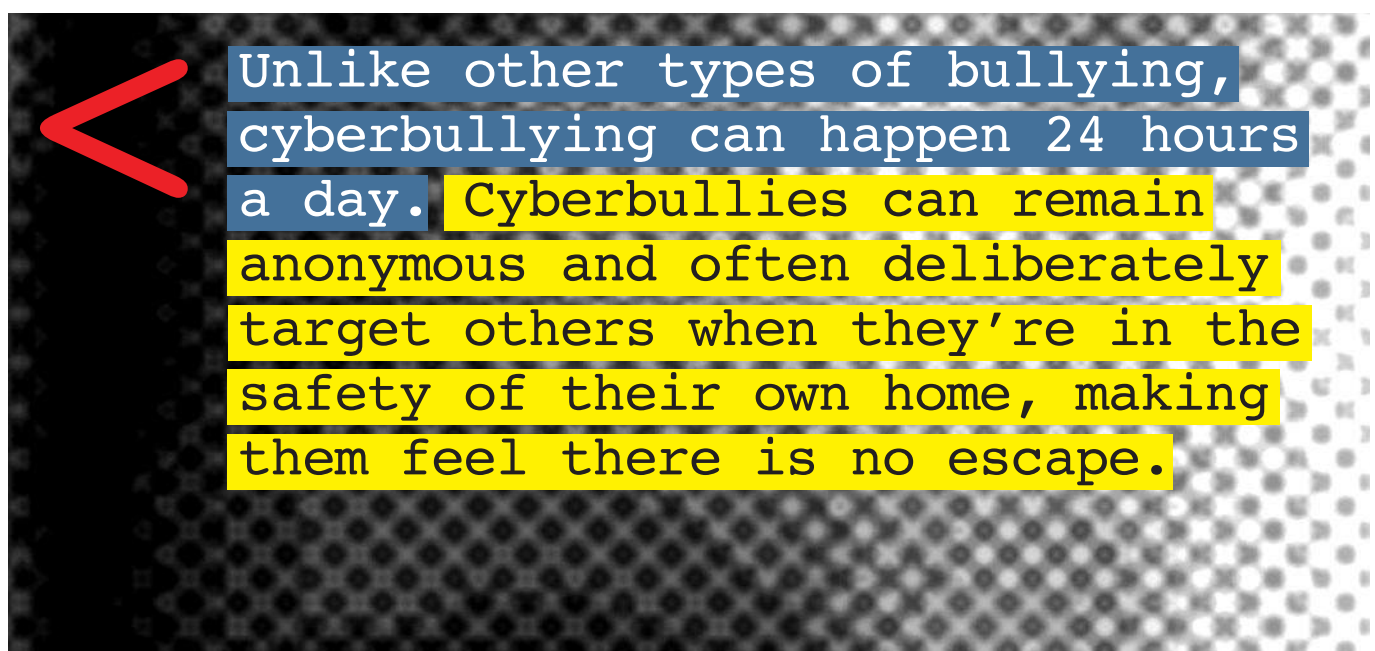 Unlike other types of bullying,
cyberbullying can happen 24 hours
a day. Cyberbullies can remain
anonymous and often deliberately
target others when they’re in the
safety of their own home, making
them feel there is no escape.